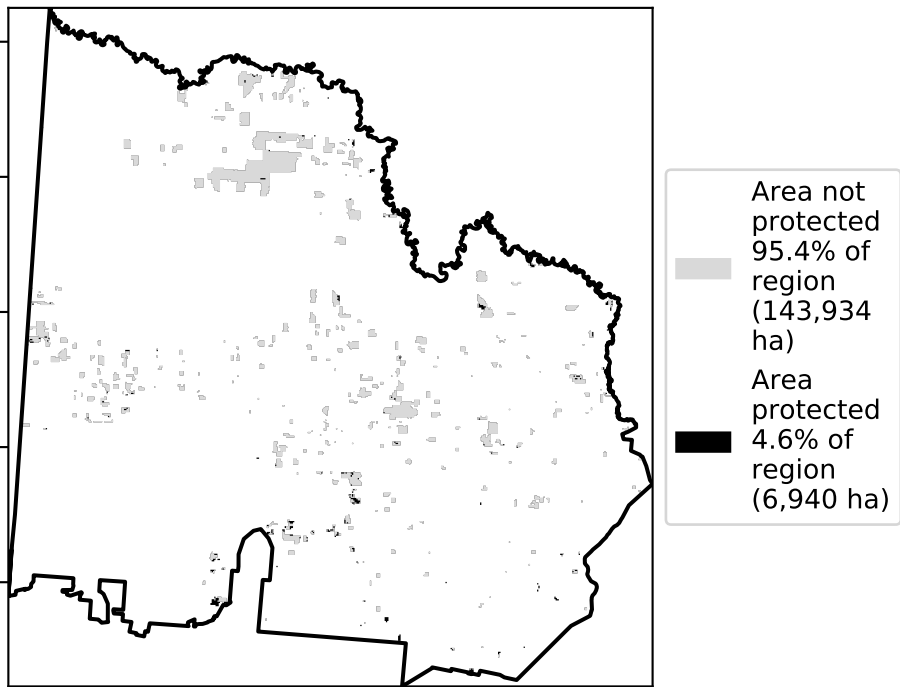 Area not
protected
95.4% of
region
(143,934
ha)
Area
protected
4.6% of
region
(6,940 ha)